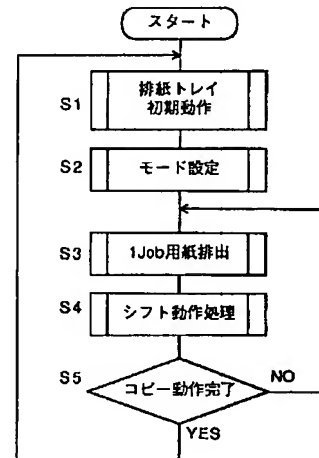 スタート
S1
排紙トレイ
初期動作
S2
モード設定
S3
1Job用紙排出
S4
シフト動作処理
S5
コピー動作完了
NO
YES